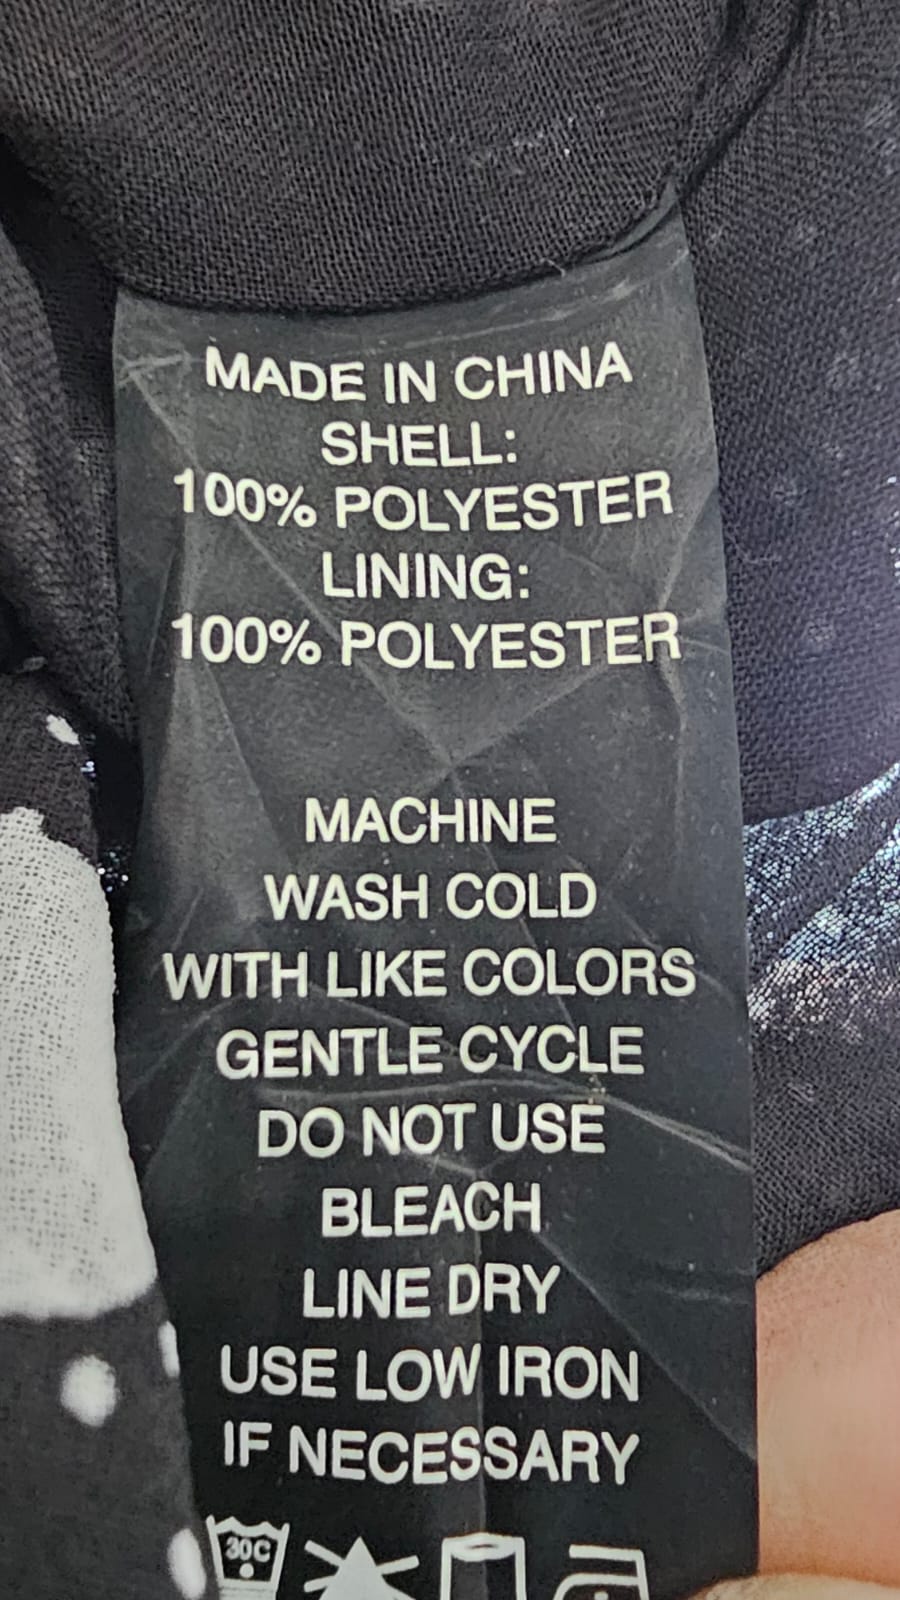 MADE IN CHINA
SHELL:
100% POLYESTER
LINING:
100% POLYESTER
MACHINE
WASH COLD
WITH LIKE COLORS
GENTLE CYCLE
DO NOT USE
BLEACH
LINE DRY
USE LOW IRON
IF NECESSARY
30C